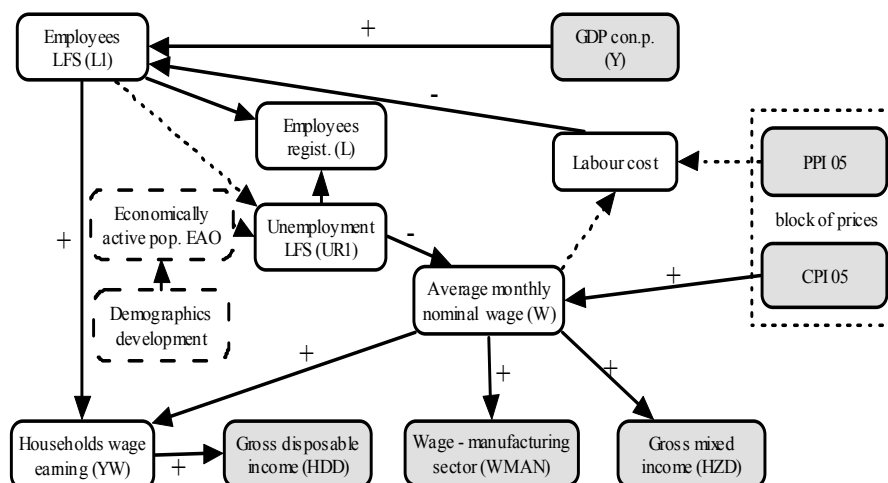 Employees
LFS (L1)
+
GDP con.p.
(Y)
-
Employees
regist. (L)
Labour cost
PPI 05
block of prices
CPI 05
+
Economically
active pop. EAO
Unemployment
LFS (UR1)
-
+
Average monthly
nominal wage (W)
Demographics
development
+
+
+
Households wage
earning (YW)
+
Gross disposable
income (HDD)
Wage - manufacturing
sector (WMAN)
Gross mixed
income (HZD)